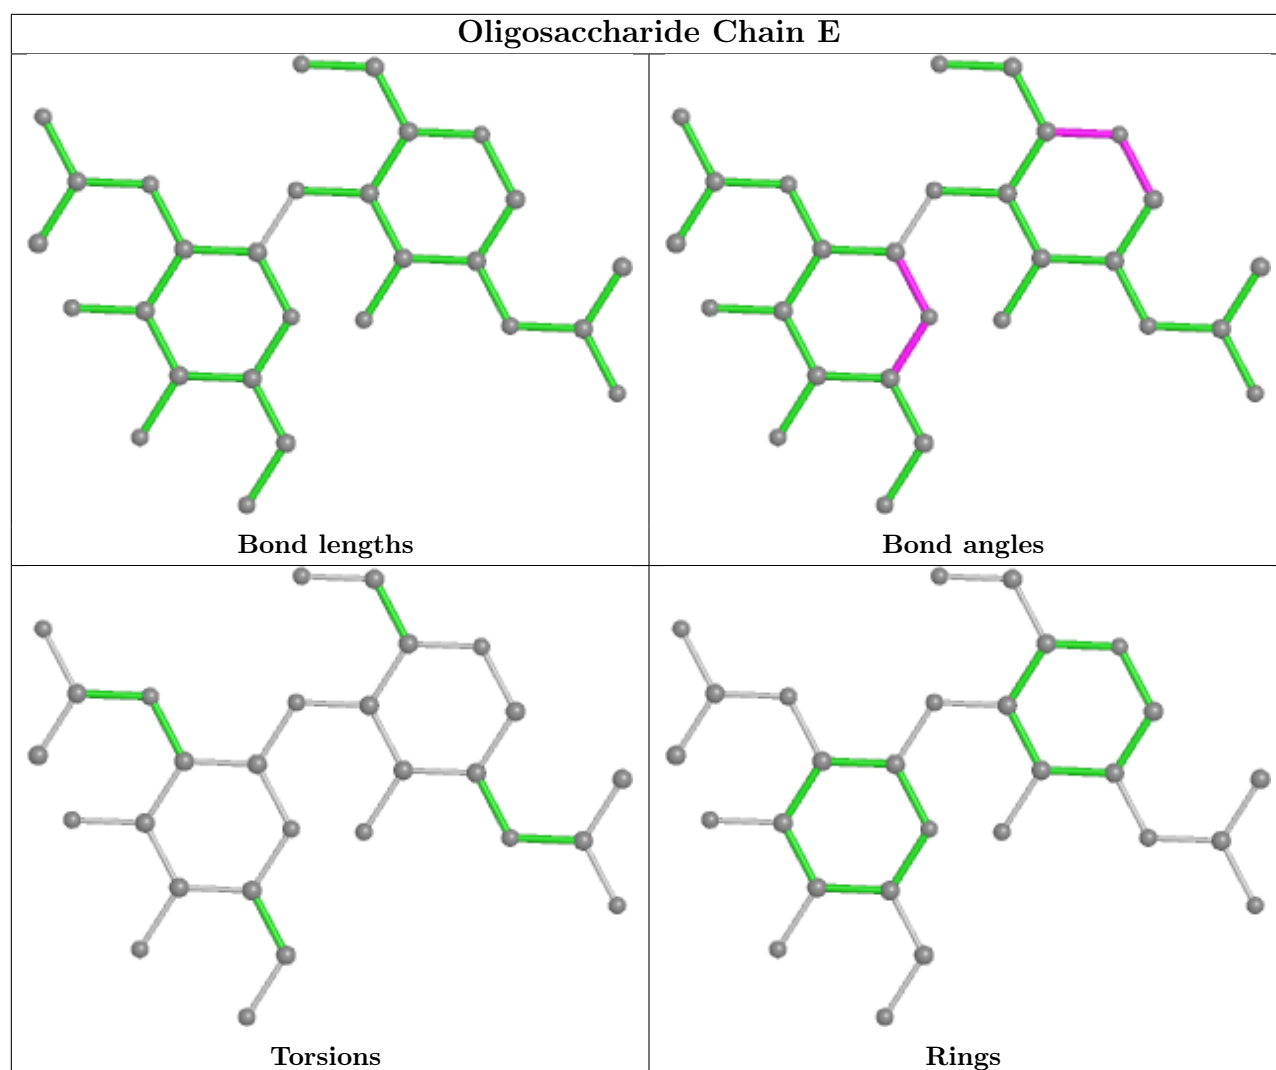 Oligosaccharide Chain E
Bond lengths
Bond angles
Torsions
Rings